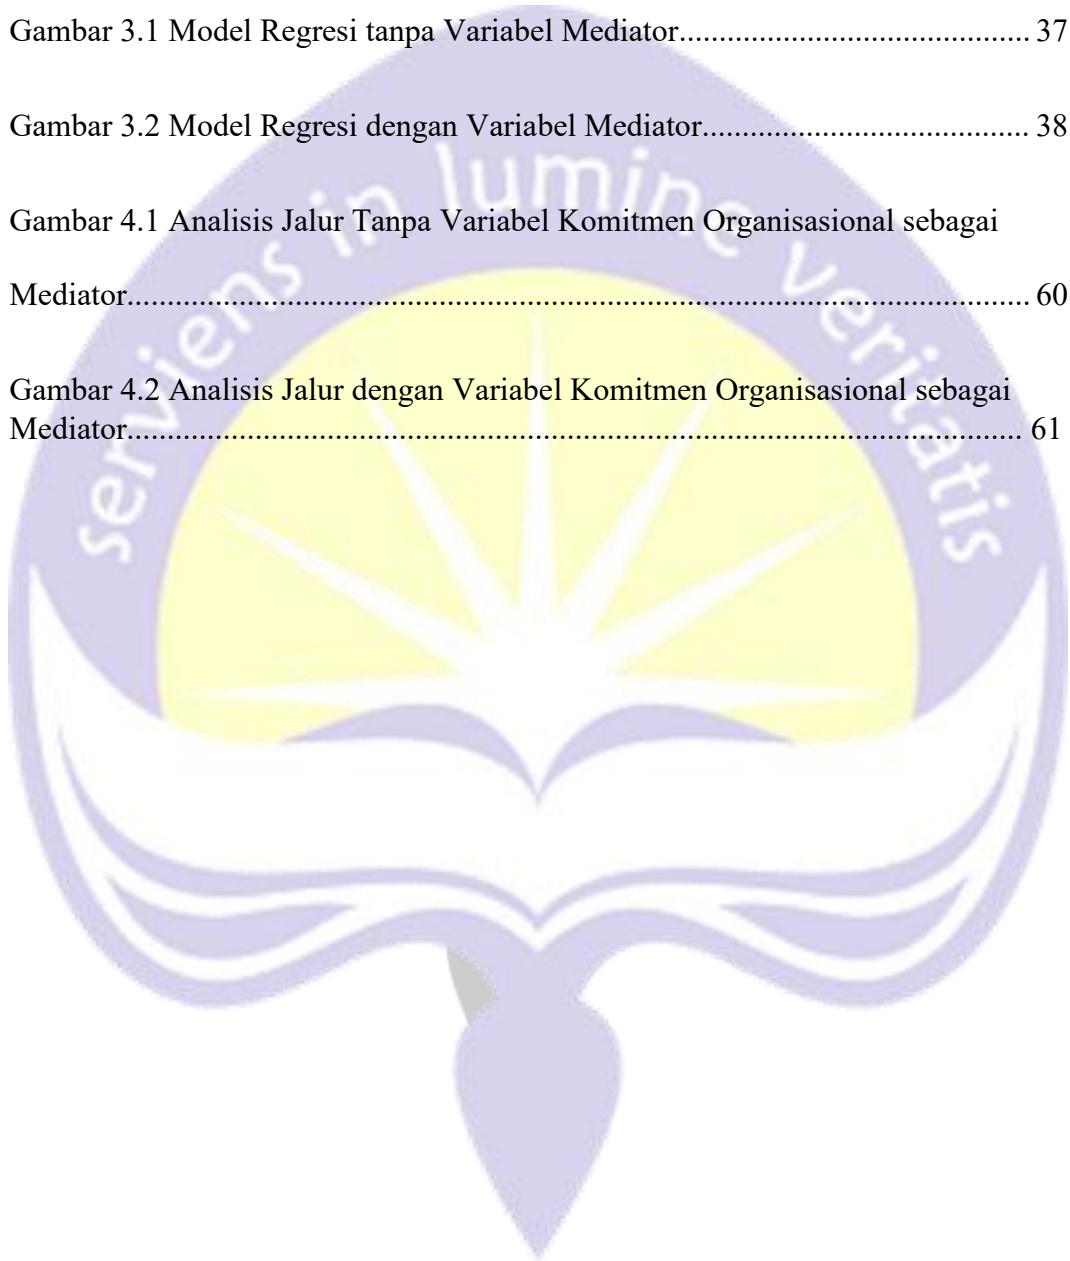 Gambar 3.1 Model Regresi tanpa Variabel Mediator.......................................... 37
Gambar 3.2 Model Regresi dengan Variabel Mediator....................................... 38
Gambar 4.1 Analisis Jalur Tanpa Variabel Komitmen Organisasional sebagai
Mediator............................................................................................................. 60
Gambar 4.2 Analisis Jalur dengan Variabel Komitmen Organisasional sebagai
Mediator............................................................................................................ 61
serviens in lumine veritatis